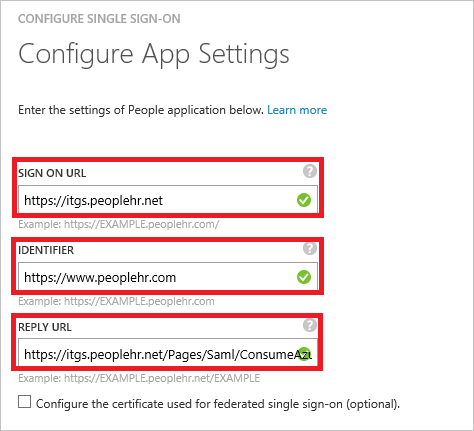 CONFIGURE SINGLE SIGN-ON
Configure App Settings
Enter the settings of People application below. Learn more
SIGN ON URL ?
https://itgs.peoplehr.net
Example: https://EXAMPLE.peoplehr.com/
IDENTIFIER ?
https://www.peoplehr.com
Example: https://EXAMPLE.peoplehr.com
REPLY URL ?
https://itgs.peoplehr.net/Pages/Saml/ConsumeAzu
Example: https://EXAMPLE.peoplehr.net/EXAMPLE
Configure the certificate used for federated single sign-on (optional).